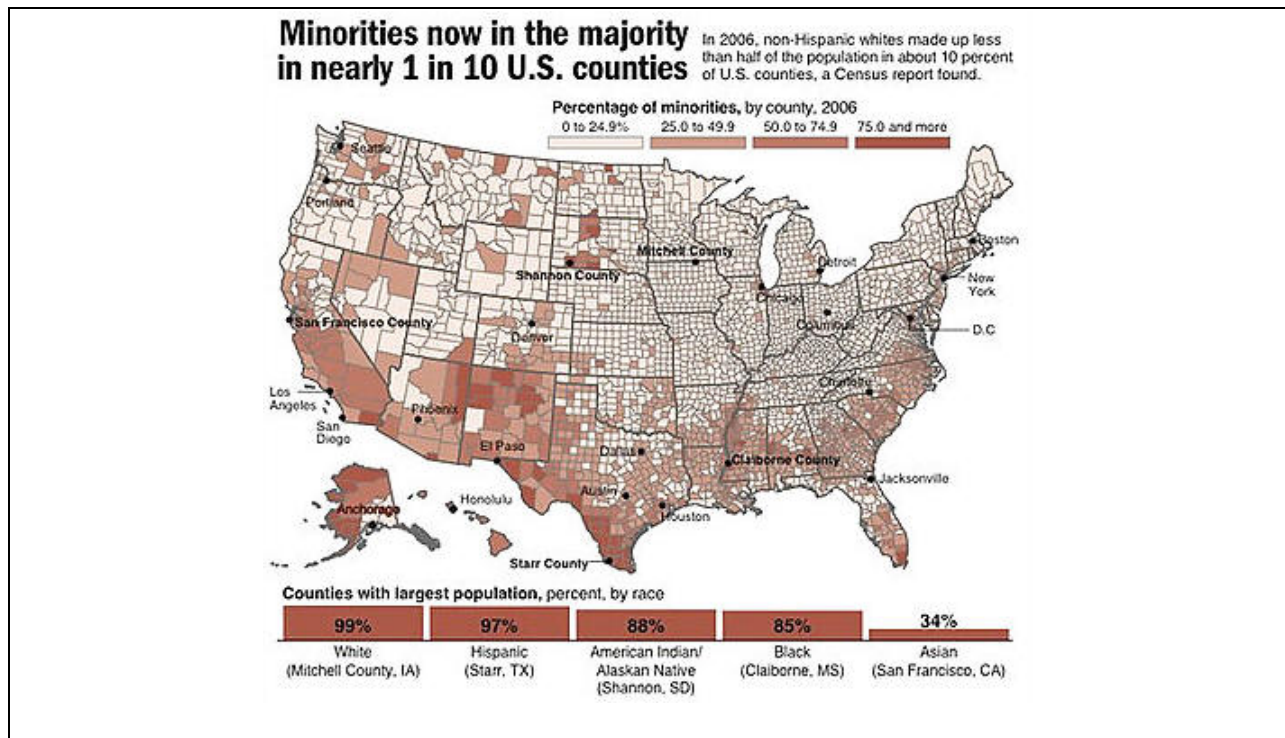 Minorities now in the majority
in nearly 1 in 10 U.S. counties
In 2006, non-Hispanic whites made up less
than half of the population in about 10 percent
of U.S. counties, a Census report found.
Percentage of minorities, by county, 2006
0 to 24.9% 25.0 to 49.9 50.0 to 74.9 75.0 and more
Seattle
Portland
Mitchell County
Boston
Detroit
Shannon County
New
York
Chicago
San Francisco County
Columbus
Denver
D.C
Charlotte
Los
Angeles
Phoenix
San
Diego
El Paso
Dallas
Claiborne County
Jacksonville
Austin
Honolulu
Anchorage
Houston
Starr County
Counties with largest population, percent, by race
99% 97% 88% 85% 34%
White Hispanic American Indian/ Black Asian
(Mitchell County, IA) (Starr, TX) Alaskan Native (Claiborne, MS) (San Francisco, CA)
(Shannon, SD)